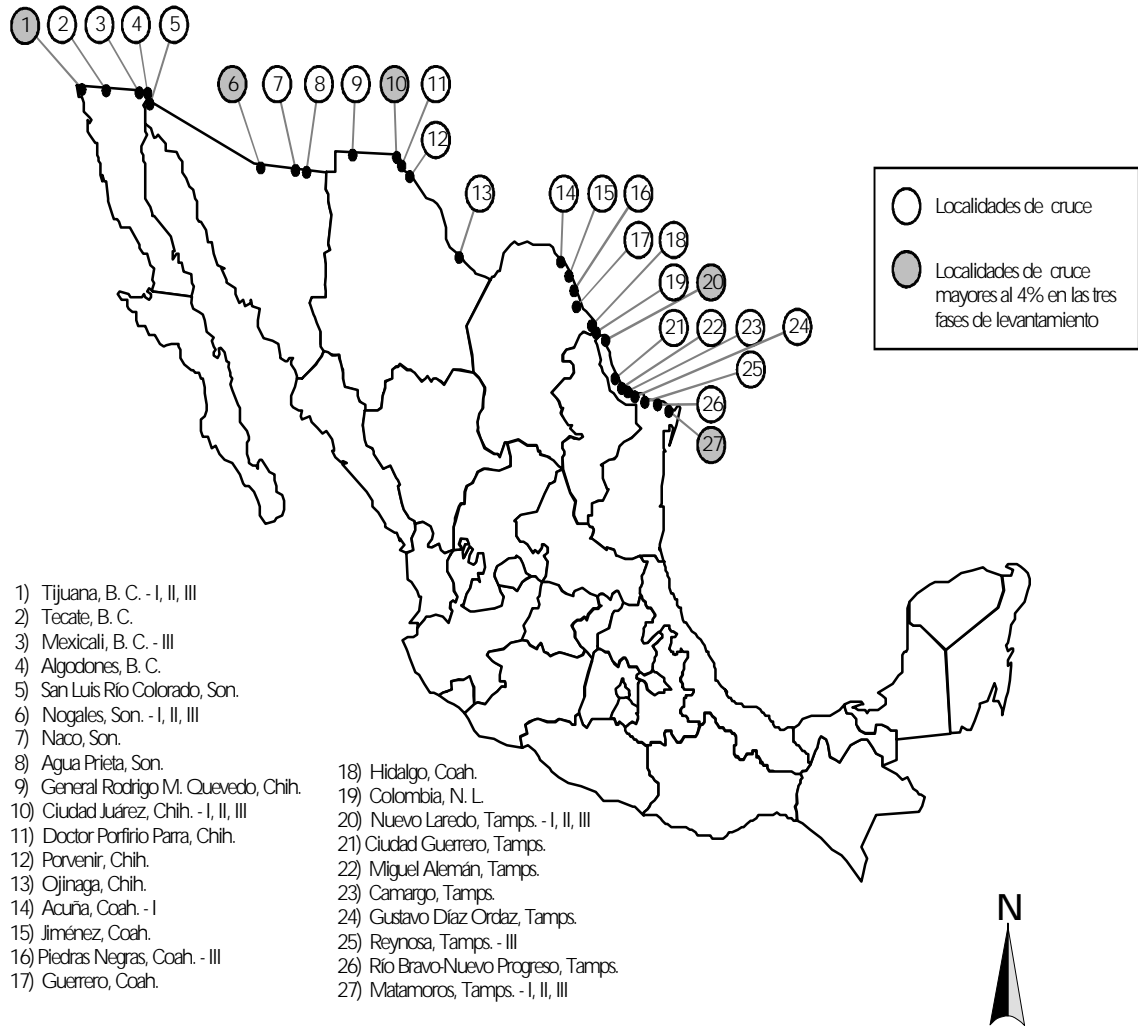 1 2 3 4 5
6 7 8 9 10 11
12
13 14 15 16
17 18
19 20
21 22 23 24
25
26
27
Localidades de cruce
Localidades de cruce
mayores al 4% en las tres
fases de levantamiento
1) Tijuana, B. C. - I, II, III
2) Tecate, B. C.
3) Mexicali, B. C. - III
4) Algodones, B. C.
5) San Luis Río Colorado, Son.
6) Nogales, Son. - I, II, III
7) Naco, Son.
8) Agua Prieta, Son.
9) General Rodrigo M. Quevedo, Chih.
10) Ciudad Juárez, Chih. - I, II, III
11) Doctor Porfirio Parra, Chih.
12) Porvenir, Chih.
13) Ojinaga, Chih.
14) Acuña, Coah. - I
15) Jiménez, Coah.
16) Piedras Negras, Coah. - III
17) Guerrero, Coah.
18) Hidalgo, Coah.
19) Colombia, N. L.
20) Nuevo Laredo, Tamps. - I, II, III
21) Ciudad Guerrero, Tamps.
22) Miguel Alemán, Tamps.
23) Camargo, Tamps.
24) Gustavo Díaz Ordaz, Tamps.
25) Reynosa, Tamps. - III
26) Río Bravo-Nuevo Progreso, Tamps.
27) Matamoros, Tamps. - I, II, III
N